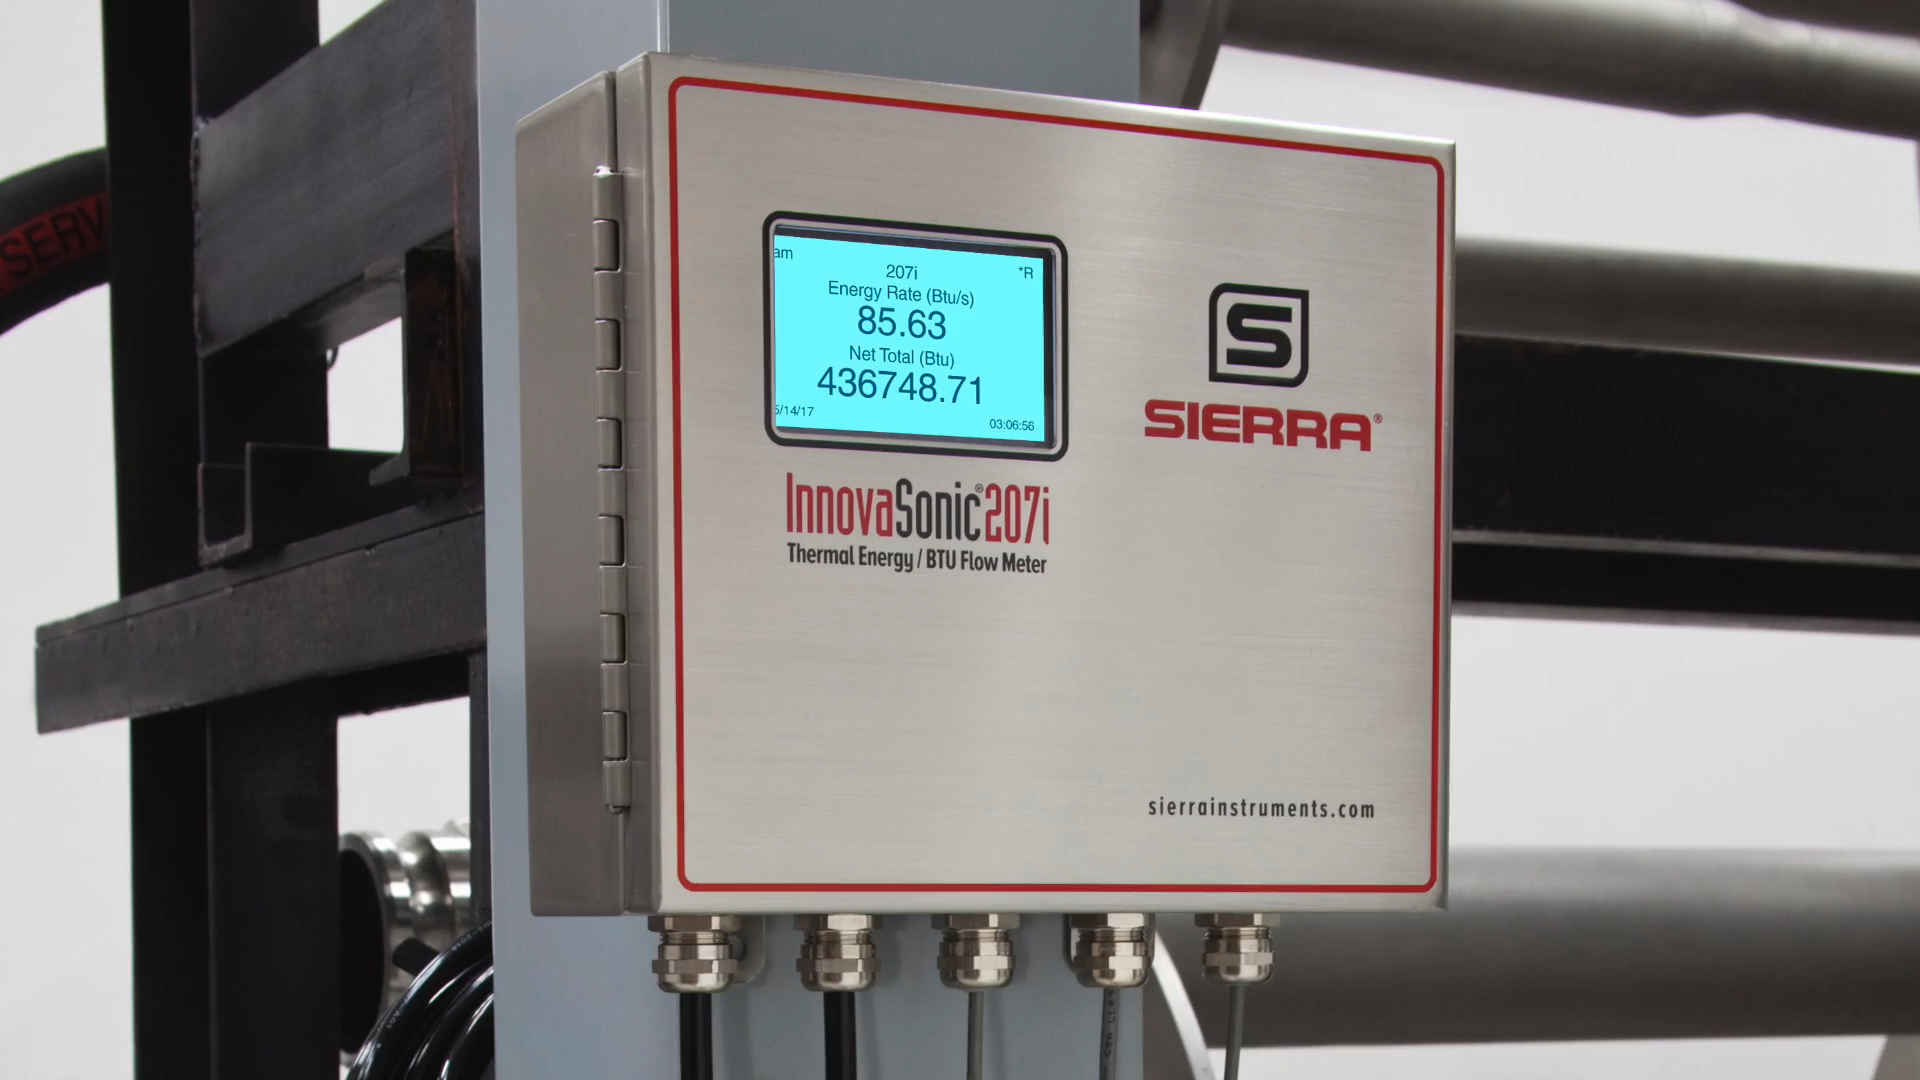 SERV
am
207i
*R
Energy Rate (Btu/s)
85.63
Net Total (Btu)
436748.71
5/14/17
03:06:56
S
SIERRA®
InnovaSonic®207i
Thermal Energy / BTU Flow Meter
sierrainstruments.com